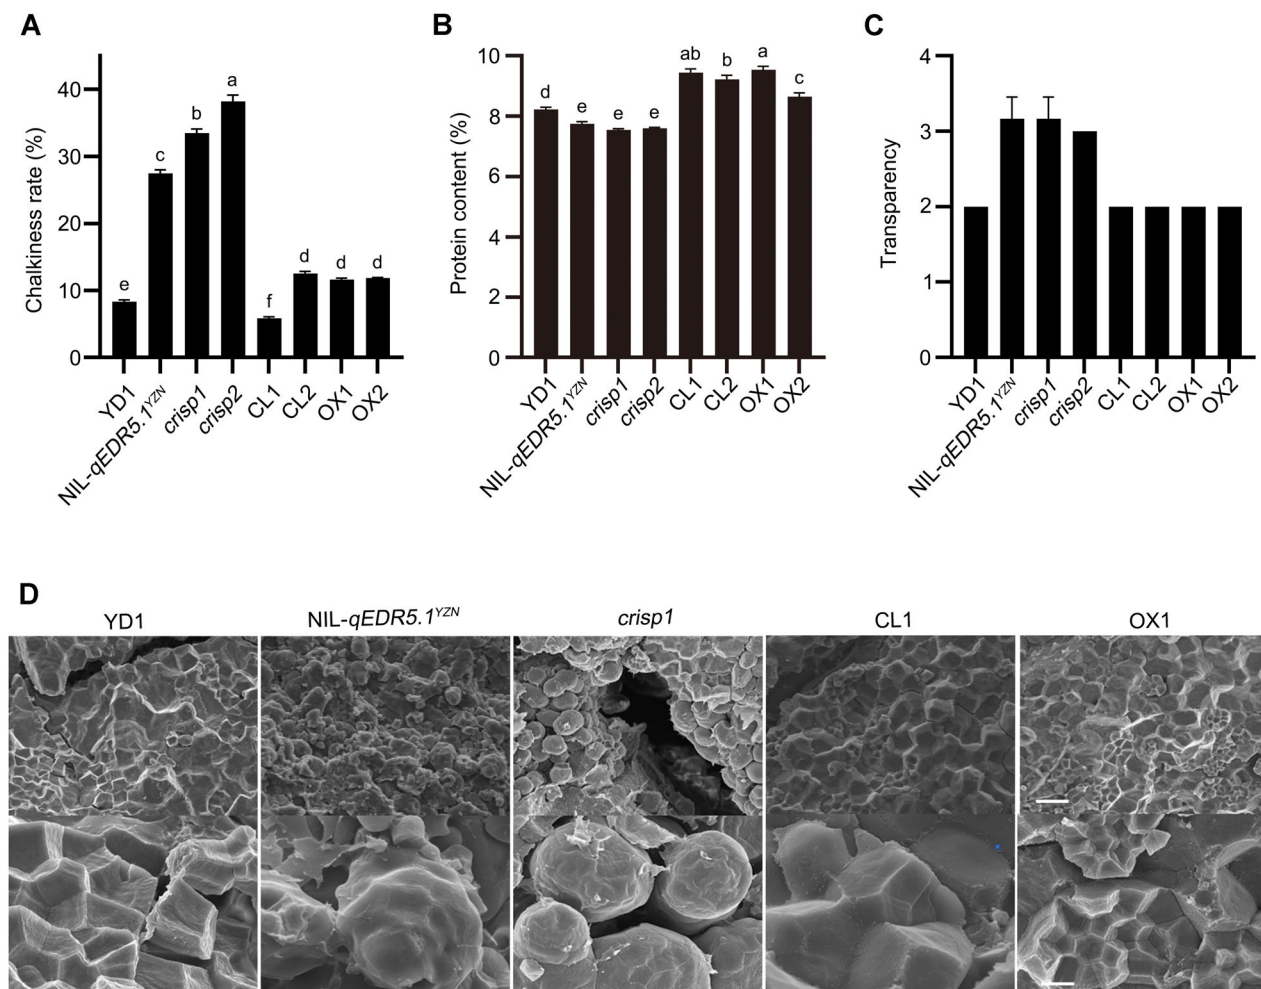 A
Chalkiness rate (%)
40
30
20
10
0
e
c
b
a
f
d
d
d
YD1
NIL-qEDR5.1YZN
crisp1
crisp2
CL1
CL2
OX1
OX2
B
Protein content (%)
10
8
6
4
2
0
d
e
e
e
ab
b
a
c
YD1
NIL-qEDR5.1YZN
crisp1
crisp2
CL1
CL2
OX1
OX2
C
Transparency
4
3
2
1
0
YD1
NIL-qEDR5.1YZN
crisp1
crisp2
CL1
CL2
OX1
OX2
D
YD1
NIL-qEDR5.1YZN
crisp1
CL1
OX1